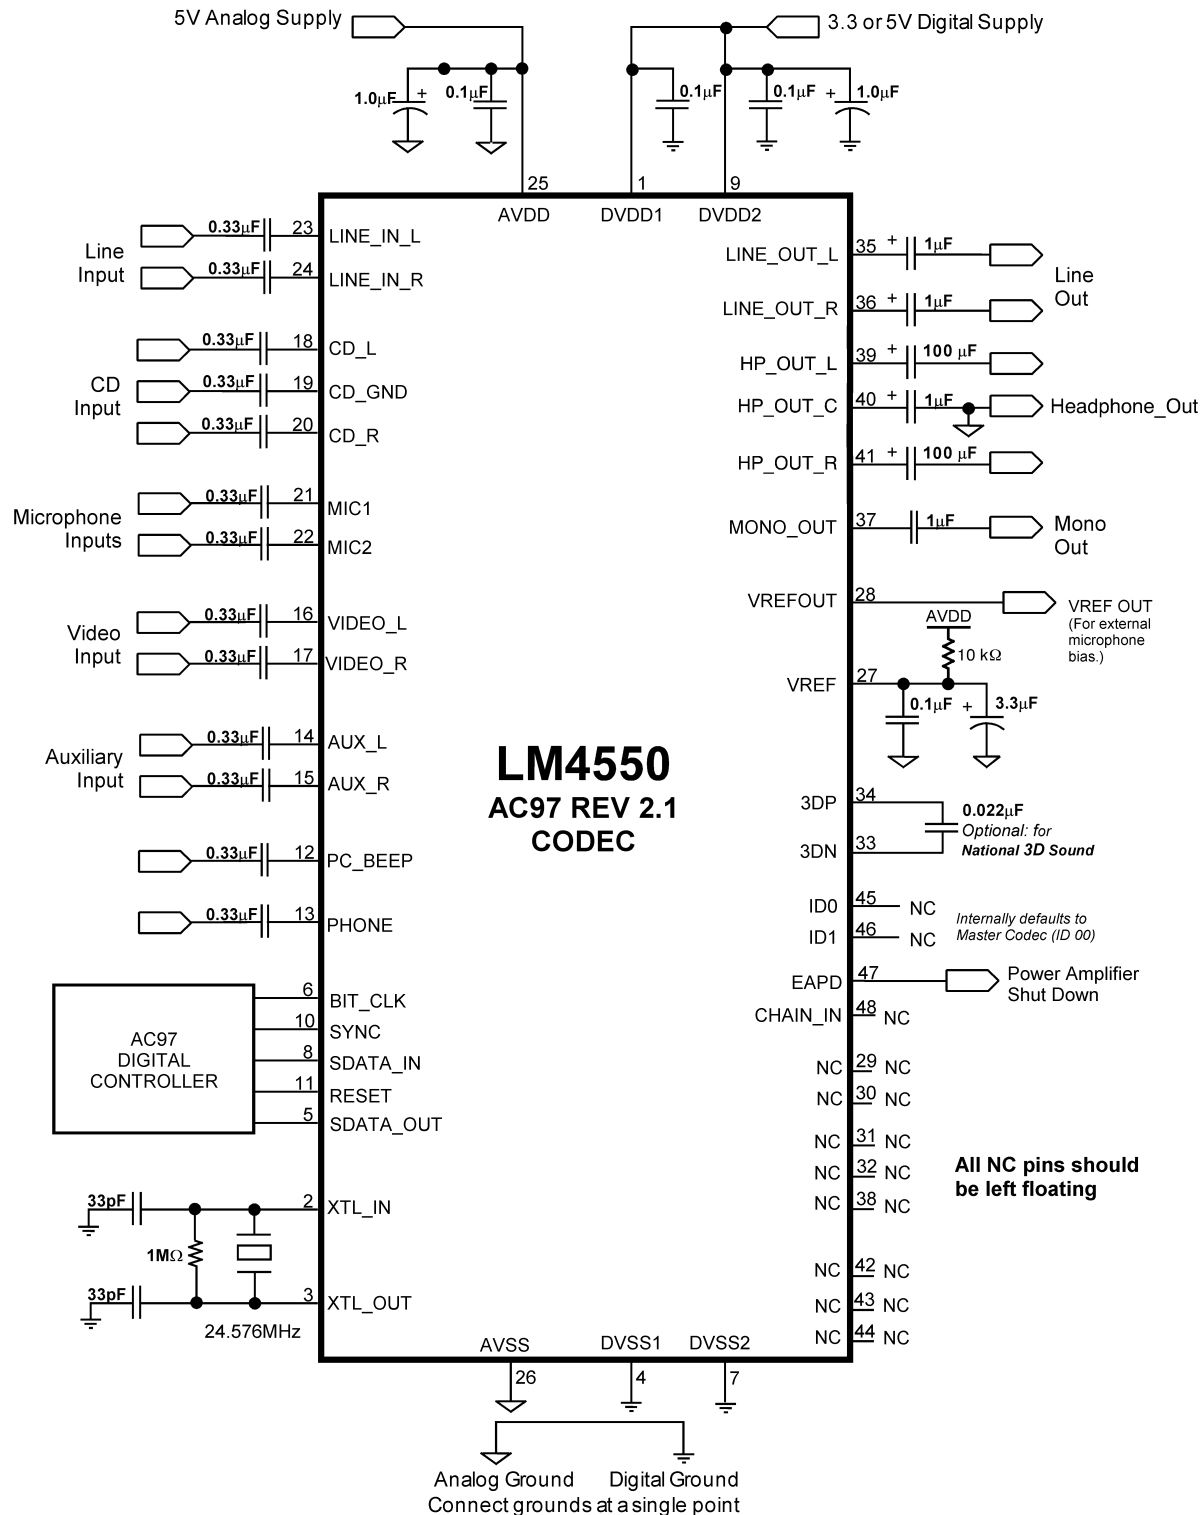 5V Analog Supply
3.3 or 5V Digital Supply
1.0μF
+
0.1μF
0.1μF
0.1μF
+
1.0μF
25
1
9
AVDD
DVDD1
DVDD2
Line
Input
0.33μF
23
LINE_IN_L
0.33μF
24
LINE_IN_R
CD
Input
0.33μF
18
CD_L
0.33μF
19
CD_GND
0.33μF
20
CD_R
Microphone
Inputs
0.33μF
21
MIC1
0.33μF
22
MIC2
Video
Input
0.33μF
16
VIDEO_L
0.33μF
17
VIDEO_R
Auxiliary
Input
0.33μF
14
AUX_L
0.33μF
15
AUX_R
0.33μF
12
PC_BEEP
0.33μF
13
PHONE
AC97
DIGITAL
CONTROLLER
6
BIT_CLK
10
SYNC
8
SDATA_IN
11
RESET
5
SDATA_OUT
33pF
2
XTL_IN
1MΩ
33pF
3
XTL_OUT
24.576MHz
LM4550
AC97 REV 2.1
CODEC
LINE_OUT_L
35
+
1μF
LINE_OUT_R
36
+
1μF
Line
Out
HP_OUT_L
39
+
100 μF
HP_OUT_C
40
+
1μF
Headphone_Out
HP_OUT_R
41
+
100 μF
MONO_OUT
37
1μF
Mono
Out
VREFOUT
28
VREF OUT
(For external
microphone
bias.)
AVDD
10 kΩ
VREF
27
0.1μF
+
3.3μF
3DP
34
0.022μF
Optional: for
National 3D Sound
3DN
33
ID0
45
NC
ID1
46
NC
Internally defaults to
Master Codec (ID 00)
EAPD
47
Power Amplifier
Shut Down
CHAIN_IN
48
NC
NC
29
NC
NC
30
NC
NC
31
NC
NC
32
NC
NC
38
NC
All NC pins should
be left floating
NC
42
NC
NC
43
NC
NC
44
NC
AVSS
DVSS1
DVSS2
26
4
7
Analog Ground
Digital Ground
Connect grounds at a single point